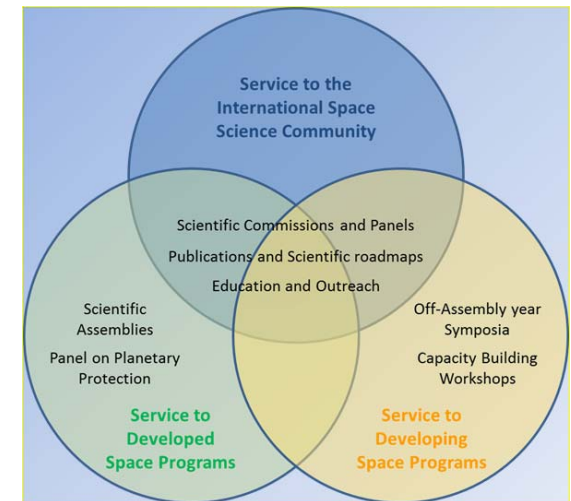 Service to the
International Space
Science Community
Scientific Commissions and Panels
Publications and Scientific roadmaps
Education and Outreach
Scientific
Assemblies
Panel on Planetary
Protection
Off-Assembly year
Symposia
Capacity Building
Workshops
Service to
Developed
Space Programs
Service to
Developing
Space Programs